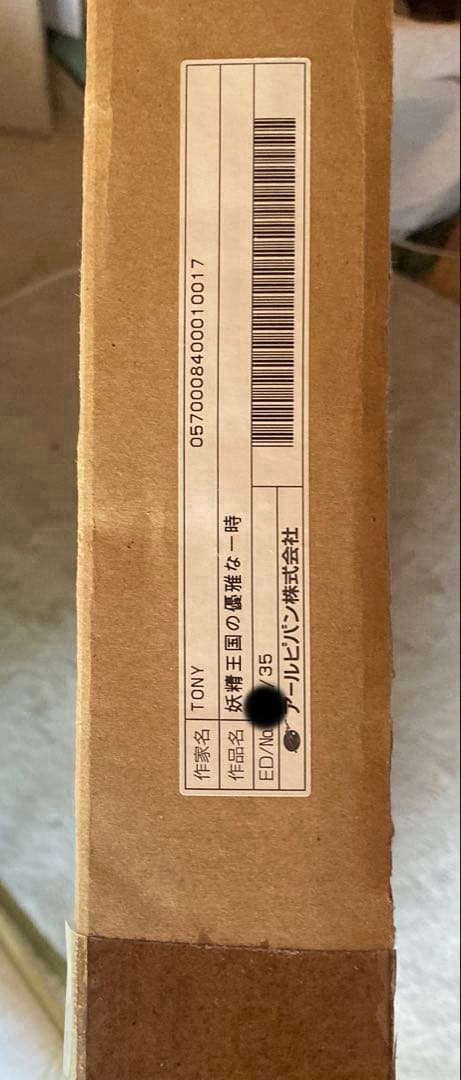 作家名 TONY 0570008400010017
作品名 妖精王国の優雅な一時
ED/No /35
アールビバン株式会社